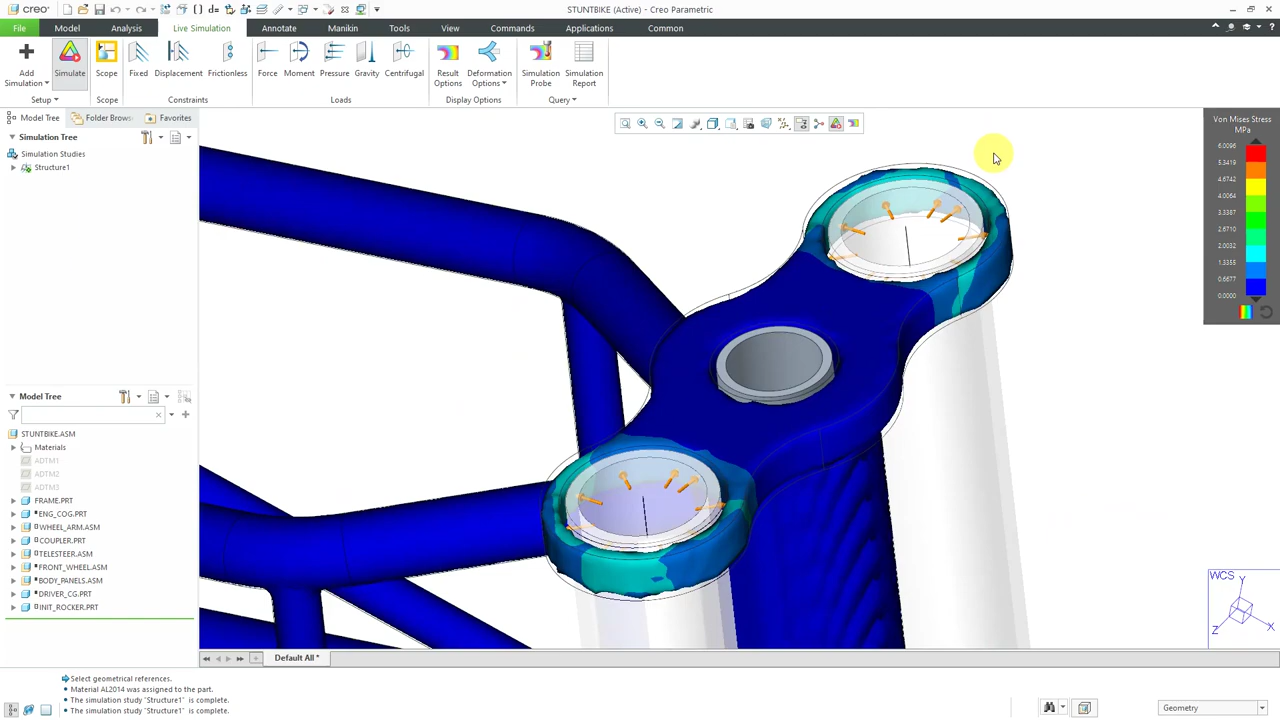 creo
STUNTBIKE (Active) - Creo Parametric
File Model Analysis Live Simulation Annotate Tools Manikin View Commands Applications Common
Add Simulation Simulate Scope Fixed Displacement Frictionless Force Moment Pressure Gravity Centrifugal Result Options Deformation Options Simulation Probe Simulation Report
Setup Scope Constraints Loads Display Options Query
Model Tree Folder Brows Favorites
Simulation Tree
Simulation Studies
Structure1
Von Mises Stress
MPa
6.0096
5.3419
4.6742
4.0064
3.3387
2.6710
2.0032
1.3355
0.6677
0.0000
Model Tree
STUNTBIKE.ASM
Materials
ADTM1
ADTM2
ADTM3
FRAME.PRT
ENG_COG.PRT
WHEEL_ARM.ASM
COUPLER.PRT
TELESTEER.ASM
FRONT_WHEEL.ASM
BODY_PANELS.ASM
DRIVER_CG.PRT
INIT_ROCKER.PRT
WCS
Y
Z
X
Default All *
Select geometrical references.
Material AL2014 was assigned to the part.
The simulation study "Structure1" is complete.
The simulation study "Structure1" is complete.
Geometry